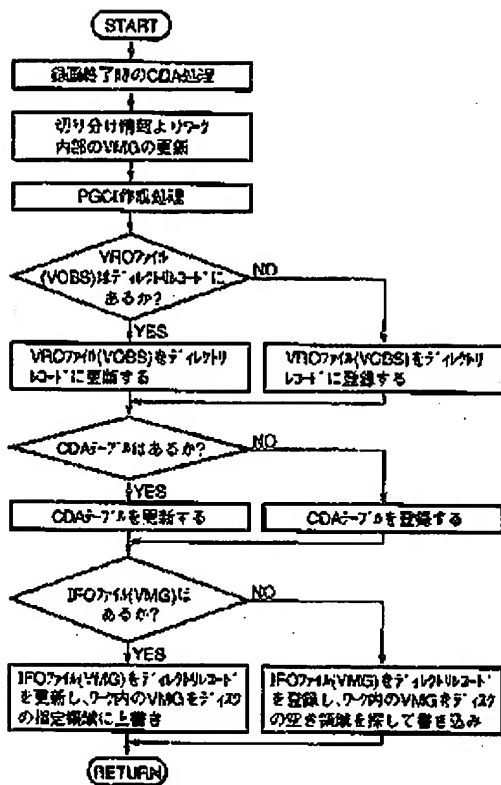 START
録画終了時のCDA処理
切り分け情報よりワーク
内部のVMGの更新
PGCI作成処理
VROファイル
(VOBS)はディレクトリレコードに
あるか?
NO
YES
VROファイル(VOBS)をディレクトリ
レコードに更新する
VROファイル(VOBS)をディレクトリ
レコードに登録する
CDAテーブルはあるか?
NO
YES
CDAテーブルを更新する
CDAテーブルを登録する
IFOファイル(VMG)は
あるか?
NO
YES
IFOファイル(VMG)をディレクトリレコード
を更新し、ワーク内のVMGをディスク
の指定領域に上書き
IFOファイル(VMG)をディレクトリレコード
を登録し、ワーク内のVMGをディスク
の空き領域を探して書き込み
RETURN